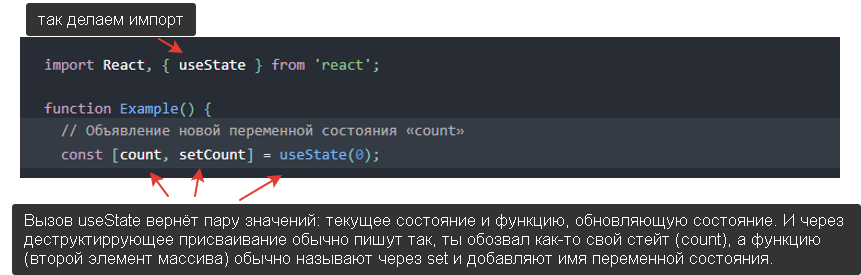 так делаем импорт
import React, { useState } from 'react';
function Example() {
// Объявление новой переменной состояния «count»
const [count, setCount] = useState(0);
Вызов useState вернёт пару значений: текущее состояние и функцию, обновляющую состояние. И через
деструктиррующее присваивание обычно пишут так, ты обозвал как-то свой стейт (count), а функцию
(второй элемент массива) обычно называют через set и добавляют имя переменной состояния.